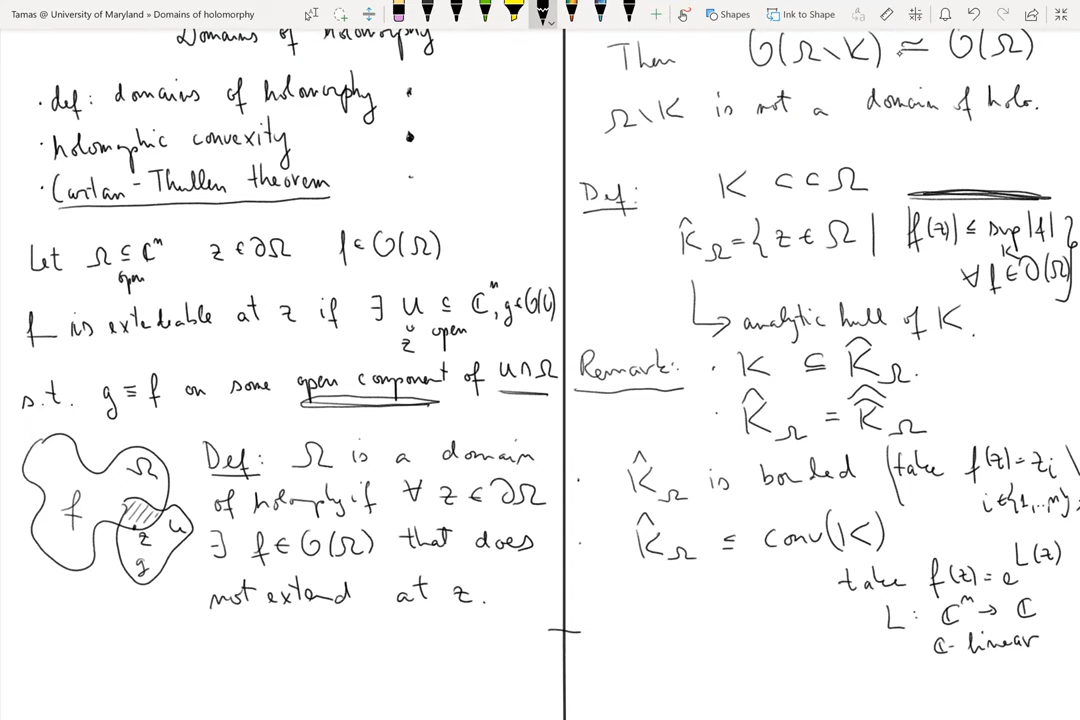 Tamas @ University of Maryland » Domains of holomorphy
Shapes
Ink to Shape
Domains of holomorphy
· def: domains of holomorphy
· holomorphic convexity
· Cartan - Thullen theorem
Let Ω ⊆ ℂⁿ z ∈ ∂Ω f ∈ O(Ω)
open
f is extendable at z if ∃ U ⊆ ℂⁿ, g ∈ O(U)
z open
s.t. g ≡ f on some open component of U∩Ω
Ω
f
z
U
g
Def: Ω is a domain
of holomphy if ∀ z ∈ ∂Ω
∃ f ∈ O(Ω) that does
not extend at z.
Then O(Ω\K) ≃ O(Ω)
Ω\K is not a domain of holo.
Def: K ⊂⊂ Ω
K̂_Ω = { z ∈ Ω | |f(z)| ≤ sup |f|
K
∀ f ∈ O(Ω) }
↳ analytic hull of K.
Remark: · K ⊆ K̂_Ω.
· K̂_Ω = K̂̂_Ω
· K̂_Ω is bounded (take f(z) = z_i
i ∈ {1,..,n})
· K̂_Ω ⊆ conv(K)
take f(z) = e^{L(z)}
L: ℂⁿ → ℂ
ℂ-linear